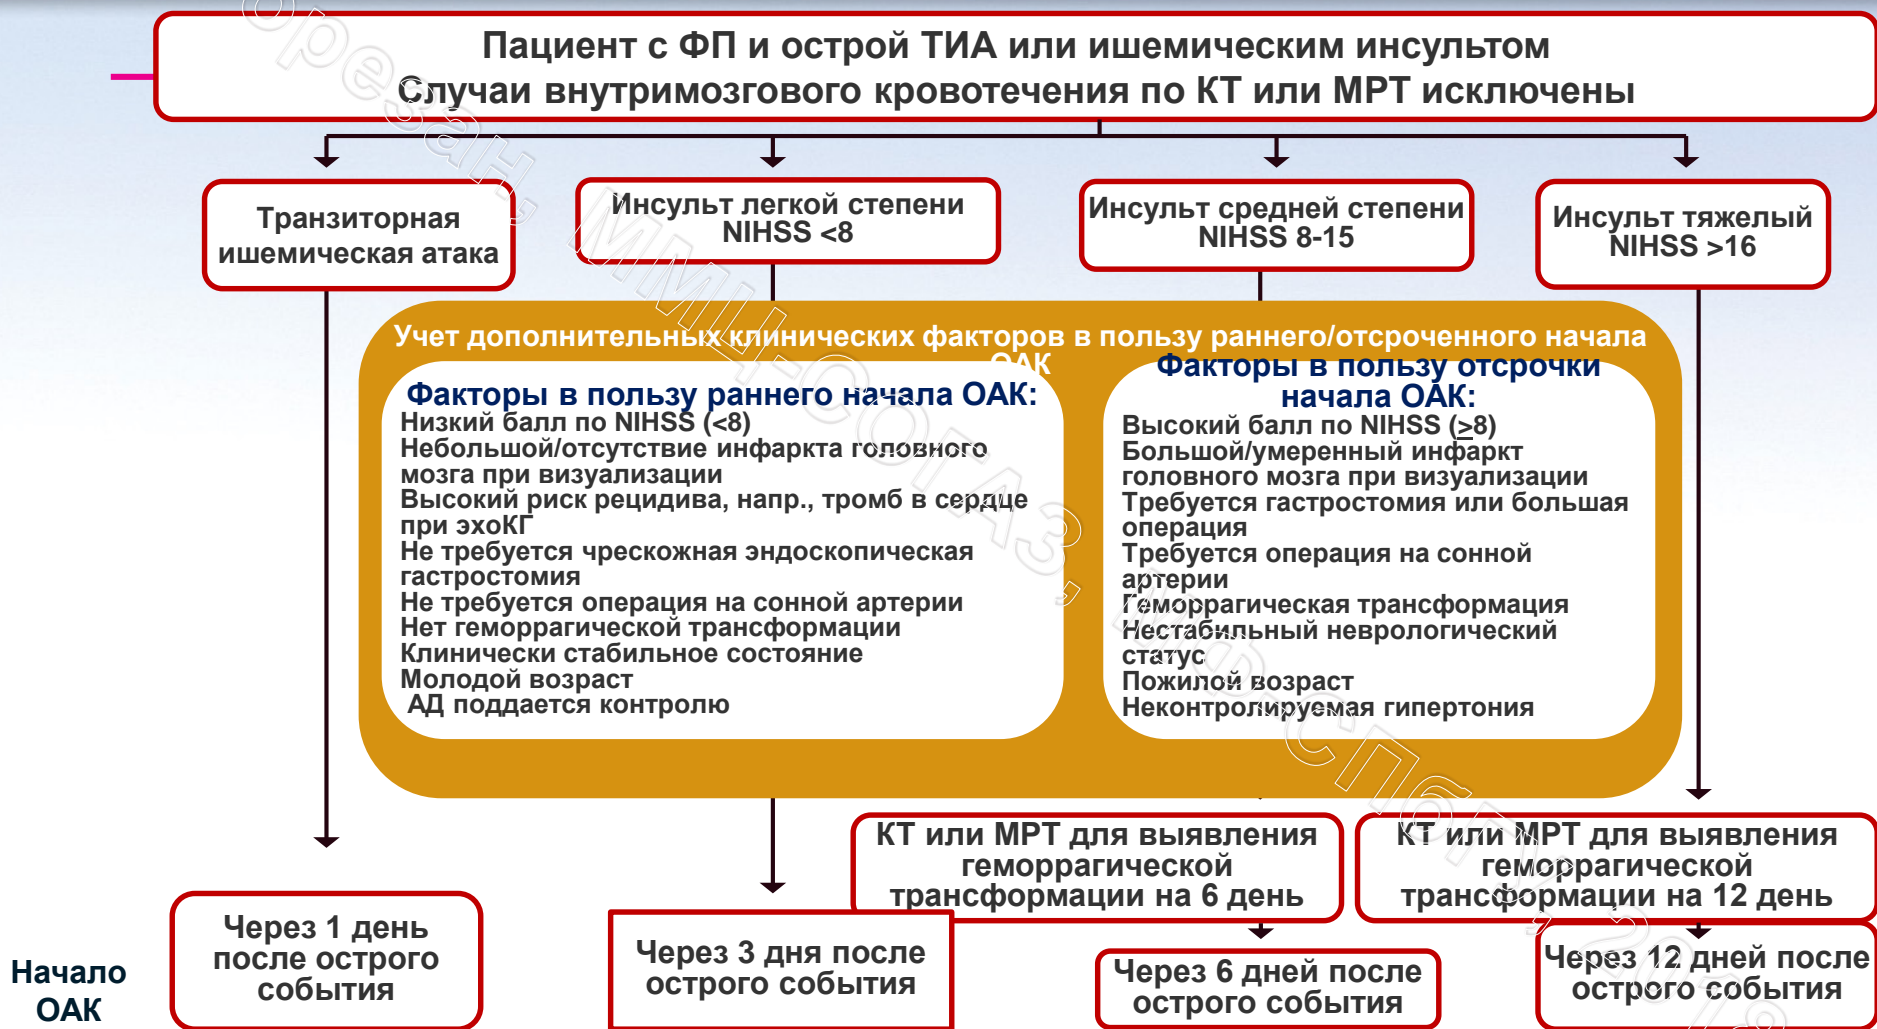 Пациент с ФП и острой ТИА или ишемическим инсультом
Случаи внутримозгового кровотечения по КТ или МРТ исключены
Транзиторная
ишемическая атака
Инсульт легкой степени
NIHSS <8
Инсульт средней степени
NIHSS 8-15
Инсульт тяжелый
NIHSS >16
Учет дополнительных клинических факторов в пользу раннего/отсроченного начала
ОАК
Факторы в пользу раннего начала ОАК:
Низкий балл по NIHSS (<8)
Небольшой/отсутствие инфаркта головного
мозга при визуализации
Высокий риск рецидива, напр., тромб в сердце
при эхоКГ
Не требуется чрескожная эндоскопическая
гастростомия
Не требуется операция на сонной артерии
Нет геморрагической трансформации
Клинически стабильное состояние
Молодой возраст
АД поддается контролю
Факторы в пользу отсрочки
начала ОАК:
Высокий балл по NIHSS (≥8)
Большой/умеренный инфаркт
головного мозга при визуализации
Требуется гастростомия или большая
операция
Требуется операция на сонной
артерии
Геморрагическая трансформация
Нестабильный неврологический
статус
Пожилой возраст
Неконтролируемая гипертония
КТ или МРТ для выявления
геморрагической
трансформации на 6 день
КТ или МРТ для выявления
геморрагической
трансформации на 12 день
Начало
ОАК
Через 1 день
после острого
события
Через 3 дня после
острого события
Через 6 дней после
острого события
Через 12 дней после
острого события
ММЦ-СОГАЗ, МФ-СПбГУ, 2018